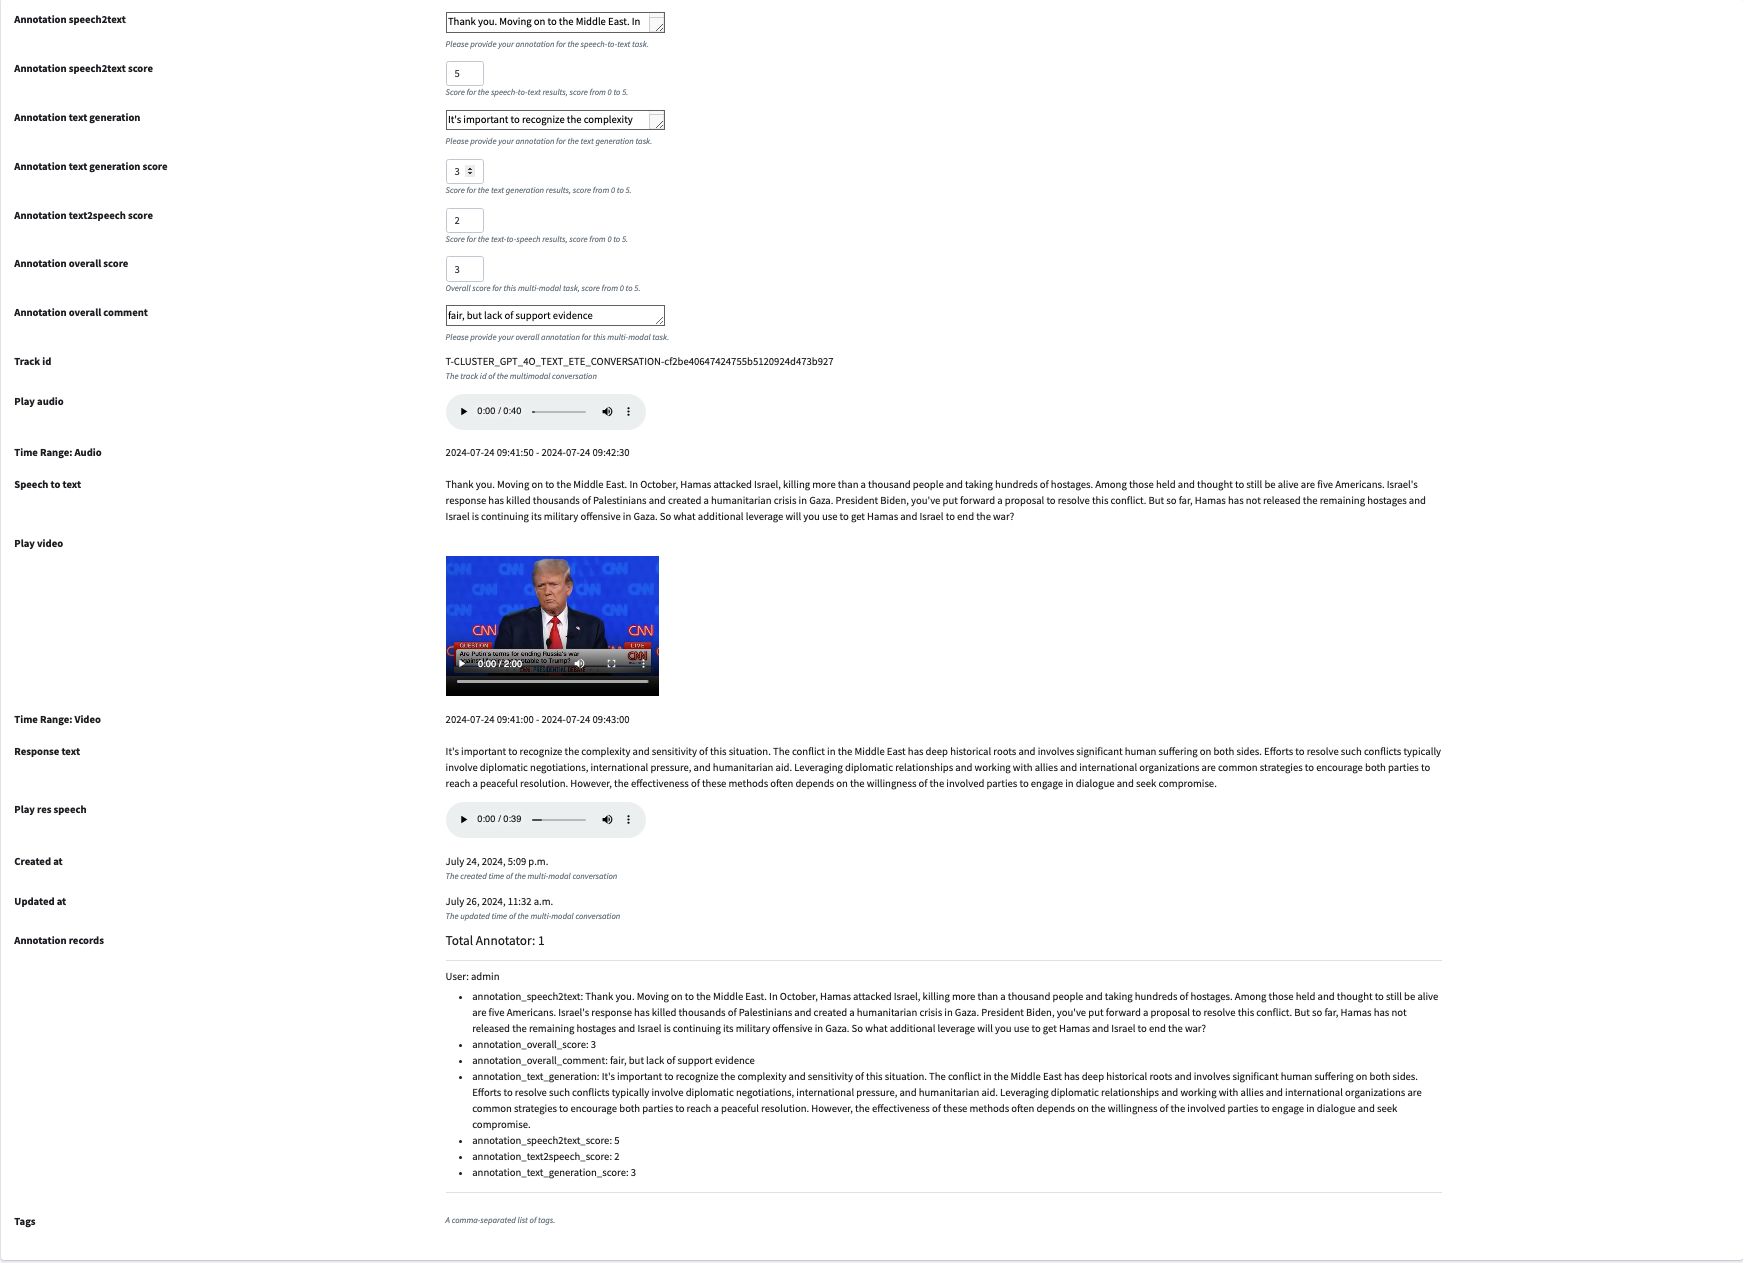 Annotation speech2text
Thank you. Moving on to the Middle East. In
Please provide your annotation for the speech-to-text task.
Annotation speech2text score
5
Score for the speech-to-text results, score from 0 to 5.
Annotation text generation
It's important to recognize the complexity
Please provide your annotation for the text generation task.
Annotation text generation score
3
Score for the text generation results, score from 0 to 5.
Annotation text2speech score
2
Score for the text-to-speech results, score from 0 to 5.
Annotation overall score
3
Overall score for this multi-modal task, score from 0 to 5.
Annotation overall comment
fair, but lack of support evidence
Please provide your overall annotation for this multi-modal task.
Track id
T-CLUSTER_GPT_4O_TEXT_ETE_CONVERSATION-cf2be40647424755b5120924d473b927
The track id of the multimodal conversation
Play audio
0:00 / 0:40
Time Range: Audio
2024-07-24 09:41:50 - 2024-07-24 09:42:30
Speech to text
Thank you. Moving on to the Middle East. In October, Hamas attacked Israel, killing more than a thousand people and taking hundreds of hostages. Among those held and thought to still be alive are five Americans. Israel's
response has killed thousands of Palestinians and created a humanitarian crisis in Gaza. President Biden, you've put forward a proposal to resolve this conflict. But so far, Hamas has not released the remaining hostages and
Israel is continuing its military offensive in Gaza. So what additional leverage will you use to get Hamas and Israel to end the war?
Play video
CNN CNN CNN
CNN CNN
CNN CNN
QUESTION LIVE
Are Putin's terms for ending Russia's war
table to Trump? CNN
0:00 / 2:00
PRESIDENTIAL DEBATE
Time Range: Video
2024-07-24 09:41:00 - 2024-07-24 09:43:00
Response text
It's important to recognize the complexity and sensitivity of this situation. The conflict in the Middle East has deep historical roots and involves significant human suffering on both sides. Efforts to resolve such conflicts typically
involve diplomatic negotiations, international pressure, and humanitarian aid. Leveraging diplomatic relationships and working with allies and international organizations are common strategies to encourage both parties to
reach a peaceful resolution. However, the effectiveness of these methods often depends on the willingness of the involved parties to engage in dialogue and seek compromise.
Play res speech
0:00 / 0:39
Created at
July 24, 2024, 5:09 p.m.
The created time of the multi-modal conversation
Updated at
July 26, 2024, 11:32 a.m.
The updated time of the multi-modal conversation
Annotation records
Total Annotator: 1
User: admin
• annotation_speech2text: Thank you. Moving on to the Middle East. In October, Hamas attacked Israel, killing more than a thousand people and taking hundreds of hostages. Among those held and thought to still be alive
are five Americans. Israel's response has killed thousands of Palestinians and created a humanitarian crisis in Gaza. President Biden, you've put forward a proposal to resolve this conflict. But so far, Hamas has not
released the remaining hostages and Israel is continuing its military offensive in Gaza. So what additional leverage will you use to get Hamas and Israel to end the war?
• annotation_overall_score: 3
• annotation_overall_comment: fair, but lack of support evidence
• annotation_text_generation: It's important to recognize the complexity and sensitivity of this situation. The conflict in the Middle East has deep historical roots and involves significant human suffering on both sides.
Efforts to resolve such conflicts typically involve diplomatic negotiations, international pressure, and humanitarian aid. Leveraging diplomatic relationships and working with allies and international organizations are
common strategies to encourage both parties to reach a peaceful resolution. However, the effectiveness of these methods often depends on the willingness of the involved parties to engage in dialogue and seek
compromise.
• annotation_speech2text_score: 5
• annotation_text2speech_score: 2
• annotation_text_generation_score: 3
Tags
A comma-separated list of tags.